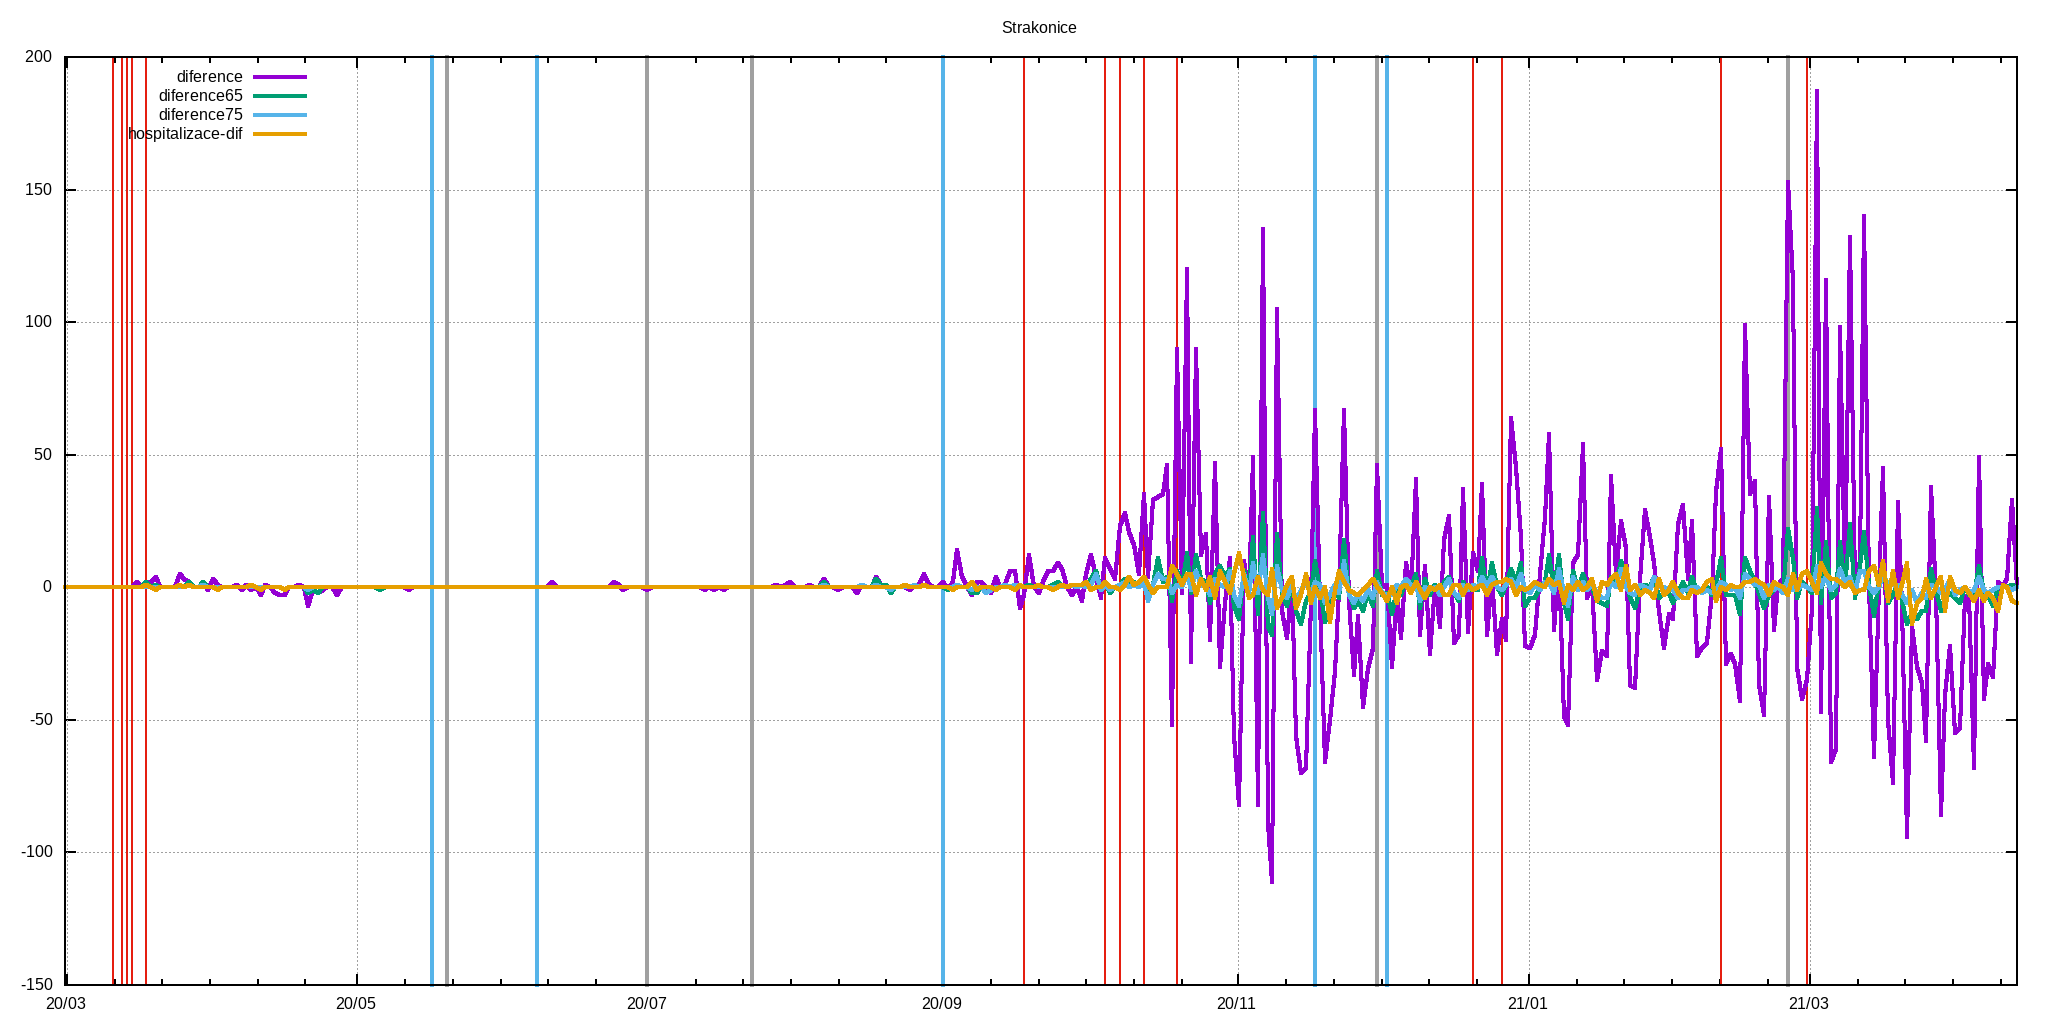 Strakonice
200
diference
diference65
diference75
hospitalizace-dif
150
100
50
0
-50
-100
-150
20/03 20/05 20/07 20/09 20/11 21/01 21/03